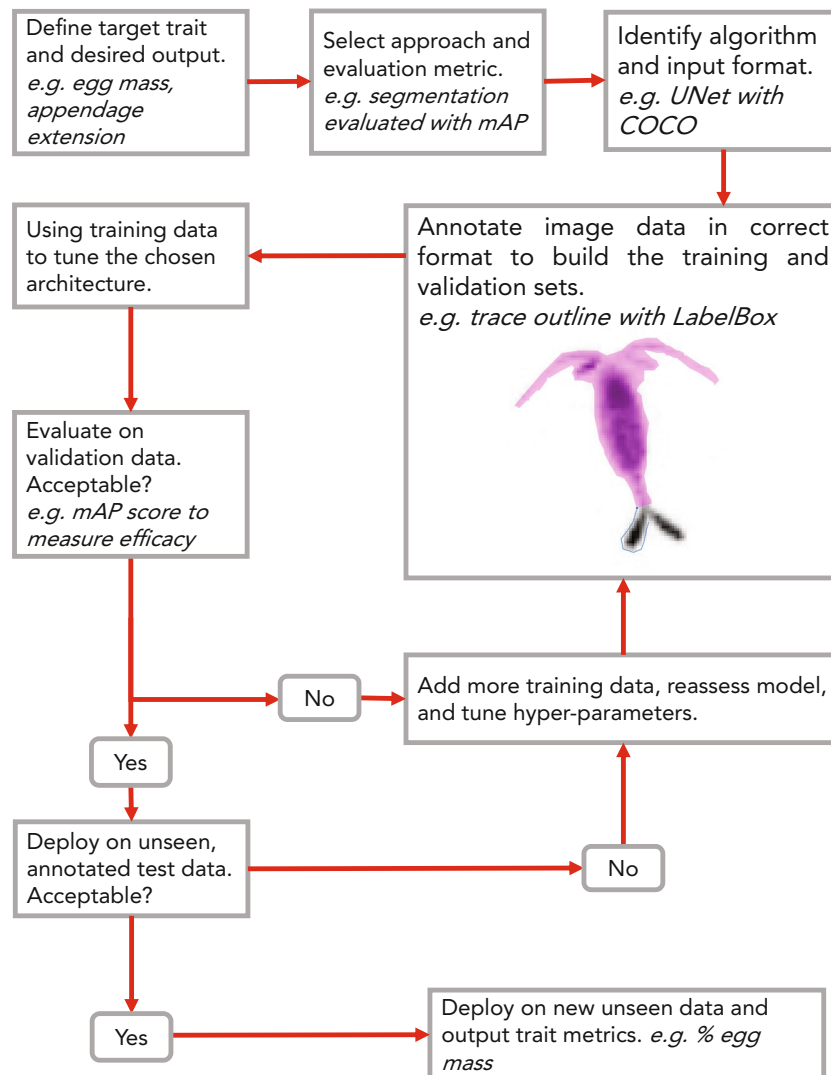 Define target trait
and desired output.
e.g. egg mass,
appendage
extension
Select approach and
evaluation metric.
e.g. segmentation
evaluated with mAP
Identify algorithm
and input format.
e.g. UNet with
COCO
Annotate image data in correct
format to build the training and
validation sets.
e.g. trace outline with LabelBox
Using training data
to tune the chosen
architecture.
Evaluate on
validation data.
Acceptable?
e.g. mAP score to
measure efficacy
No
Add more training data, reassess model,
and tune hyper-parameters.
Yes
Deploy on unseen,
annotated test data.
Acceptable?
No
Yes
Deploy on new unseen data and
output trait metrics. e.g. % egg
mass